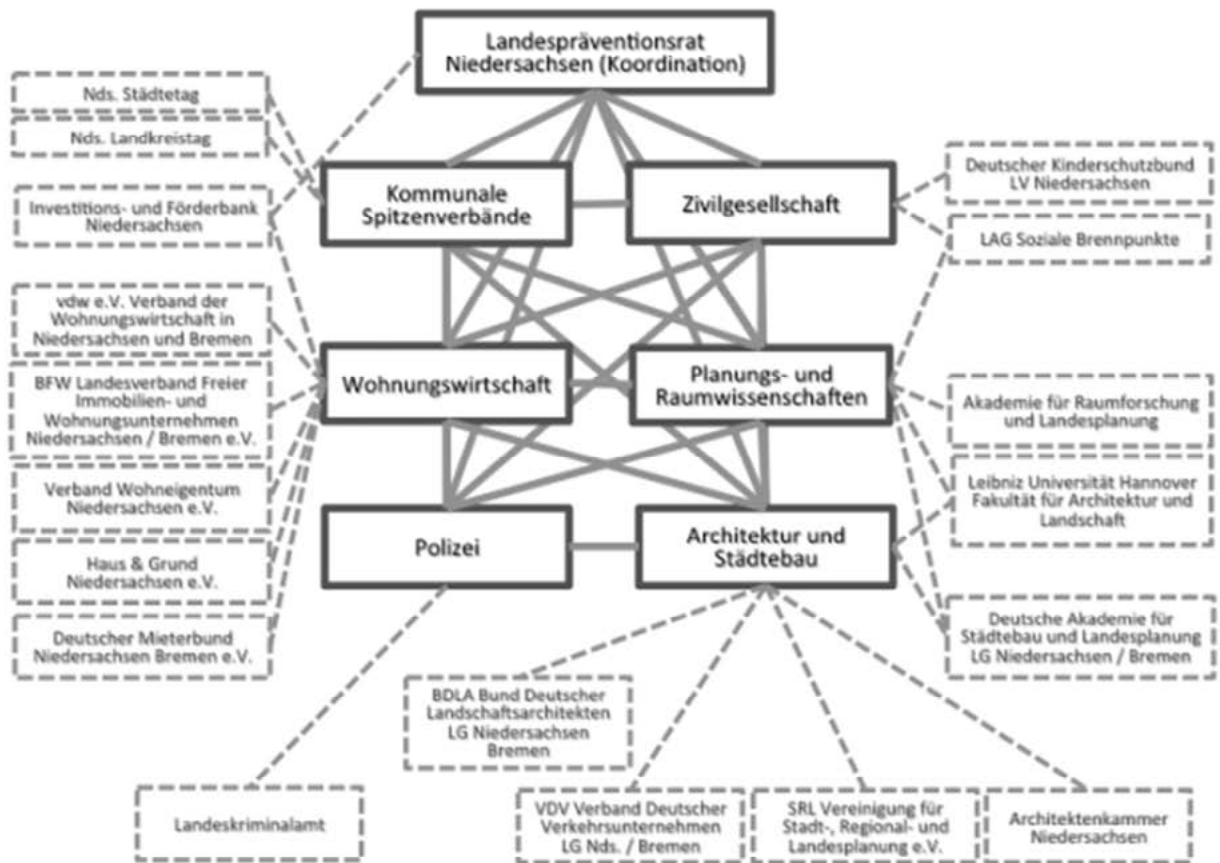 Landespräventionsrat
Niedersachsen (Koordination)
Nds. Städtetag
Nds. Landkreistag
Investitions- und Förderbank
Niedersachsen
Kommunale
Spitzenverbände
Zivilgesellschaft
Deutscher Kinderschutzbund
LV Niedersachsen
LAG Soziale Brennpunkte
vdw e.V. Verband der
Wohnungswirtschaft in
Niedersachsen und Bremen
BFW Landesverband Freier
Immobilien- und
Wohnungsunternehmen
Niedersachsen / Bremen e.V.
Wohnungswirtschaft
Planungs- und
Raumwissenschaften
Akademie für Raumforschung
und Landesplanung
Verband Wohneigentum
Niedersachsen e.V.
Leibniz Universität Hannover
Fakultät für Architektur und
Landschaft
Haus & Grund
Niedersachsen e.V.
Polizei
Architektur und
Städtebau
Deutscher Mieterbund
Niedersachsen Bremen e.V.
Deutsche Akademie für
Städtebau und Landesplanung
LG Niedersachsen / Bremen
BDLA Bund Deutscher
Landschaftsarchitekten
LG Niedersachsen
Bremen
Landeskriminalamt
VDV Verband Deutscher
Verkehrsunternehmen
LG Nds. / Bremen
SRL Vereinigung für
Stadt-, Regional- und
Landesplanung e.V.
Architektenkammer
Niedersachsen